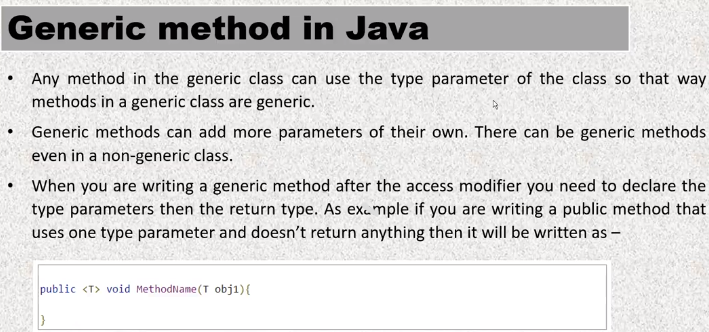 Generic method in Java
• Any method in the generic class can use the type parameter of the class so that way
methods in a generic class are generic.
• Generic methods can add more parameters of their own. There can be generic methods
even in a non-generic class.
• When you are writing a generic method after the access modifier you need to declare the
type parameters then the return type. As example if you are writing a public method that
uses one type parameter and doesn't return anything then it will be written as –
public <T> void MethodName(T obj1){
}